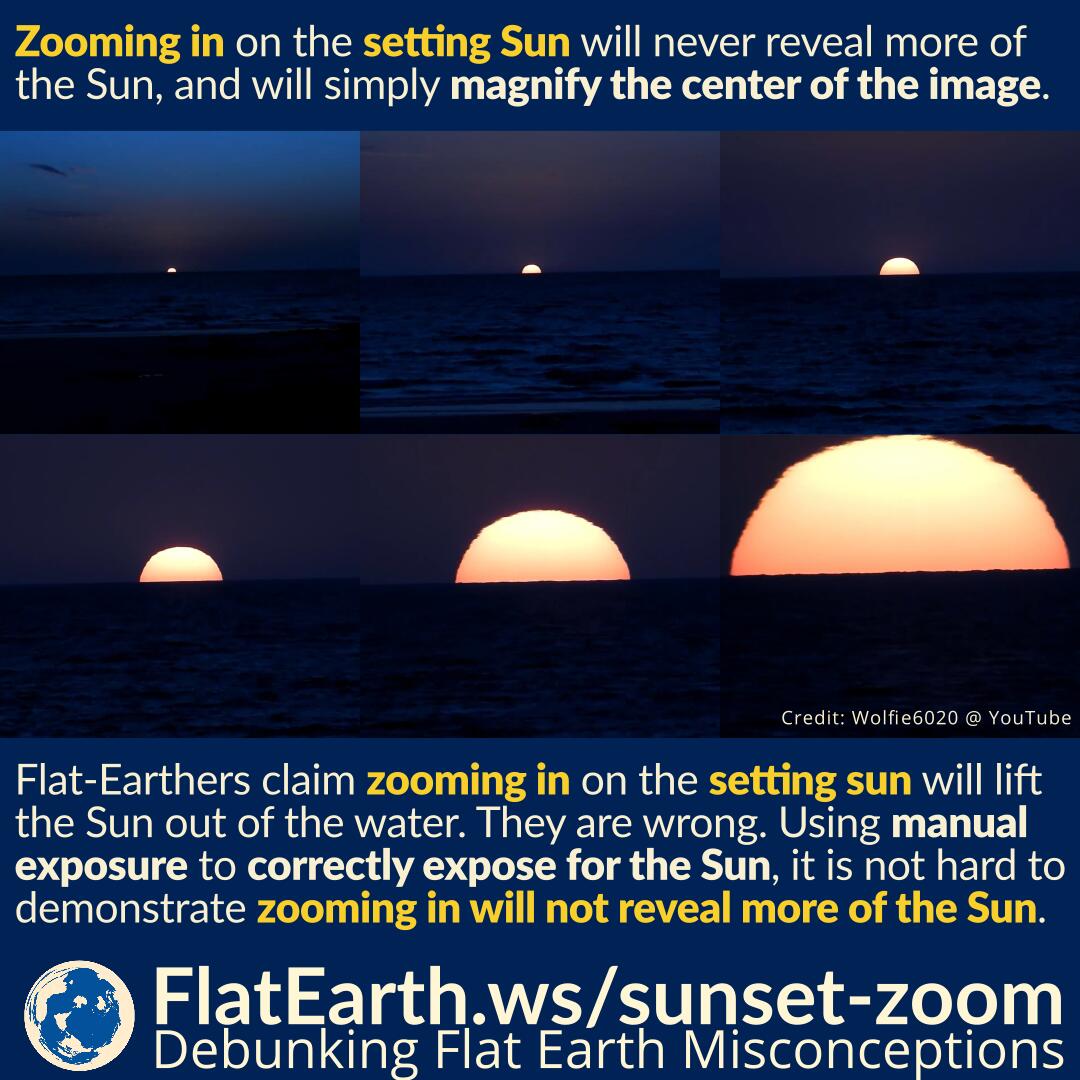 Zooming in on the setting Sun will never reveal more of
the Sun, and will simply magnify the center of the image.
Credit: Wolfie6020 @ YouTube
Flat-Earthers claim zooming in on the setting sun will lift
the Sun out of the water. They are wrong. Using manual
exposure to correctly expose for the Sun, it is not hard to
demonstrate zooming in will not reveal more of the Sun.
FlatEarth.ws/sunset-zoom
Debunking Flat Earth Misconceptions